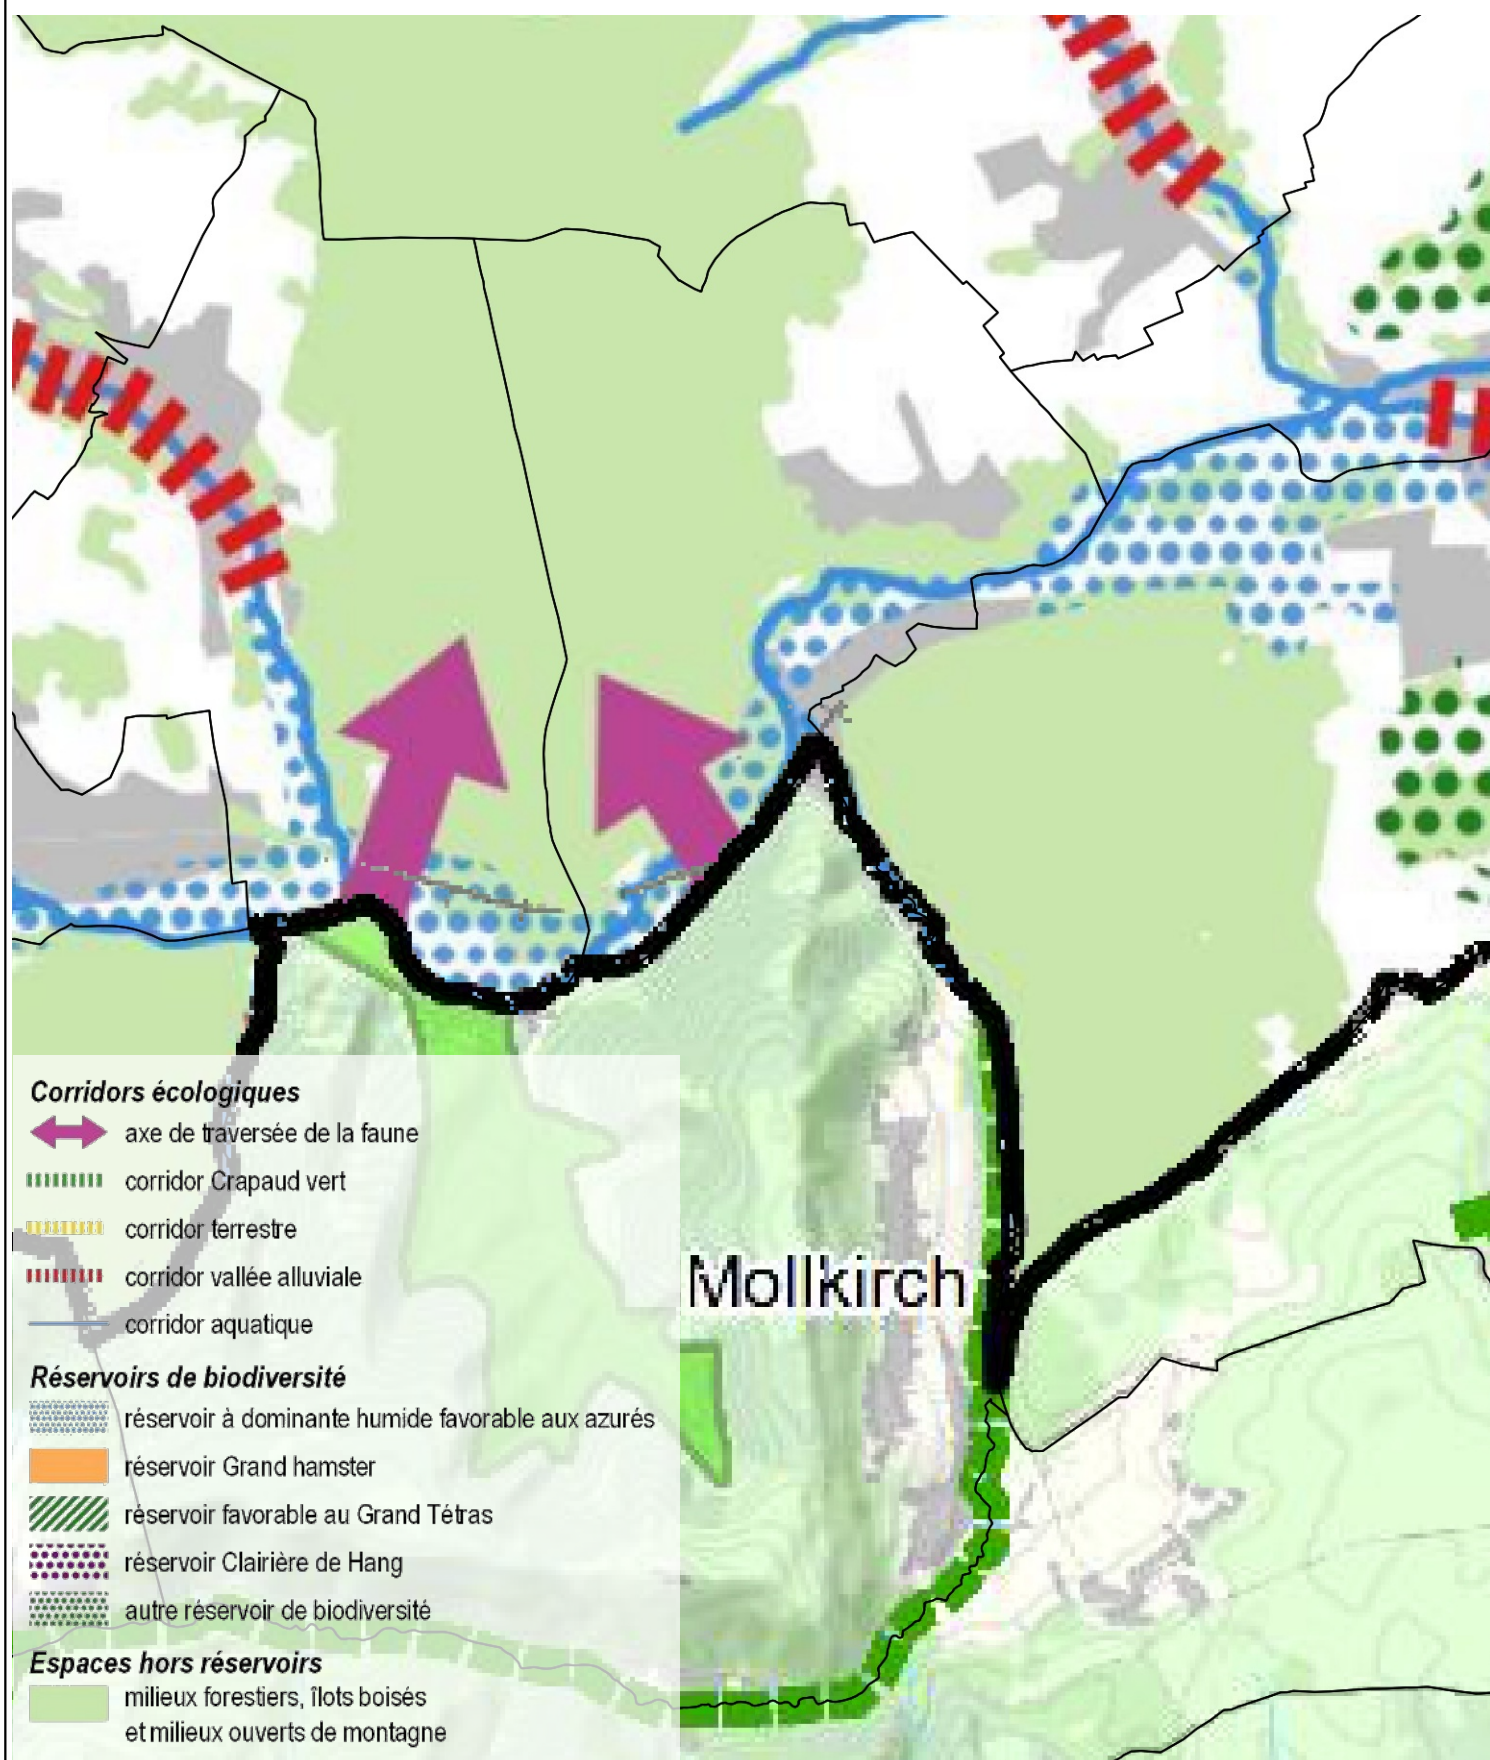 Mollkirch
Corridors écologiques
axe de traversée de la faune
corridor Crapaud vert
corridor terrestre
corridor vallée alluviale
corridor aquatique
Réservoirs de biodiversité
réservoir à dominante humide favorable aux azurés
réservoir Grand hamster
réservoir favorable au Grand Tétras
réservoir Clairière de Hang
autre réservoir de biodiversité
Espaces hors réservoirs
milieux forestiers, îlots boisés
et milieux ouverts de montagne